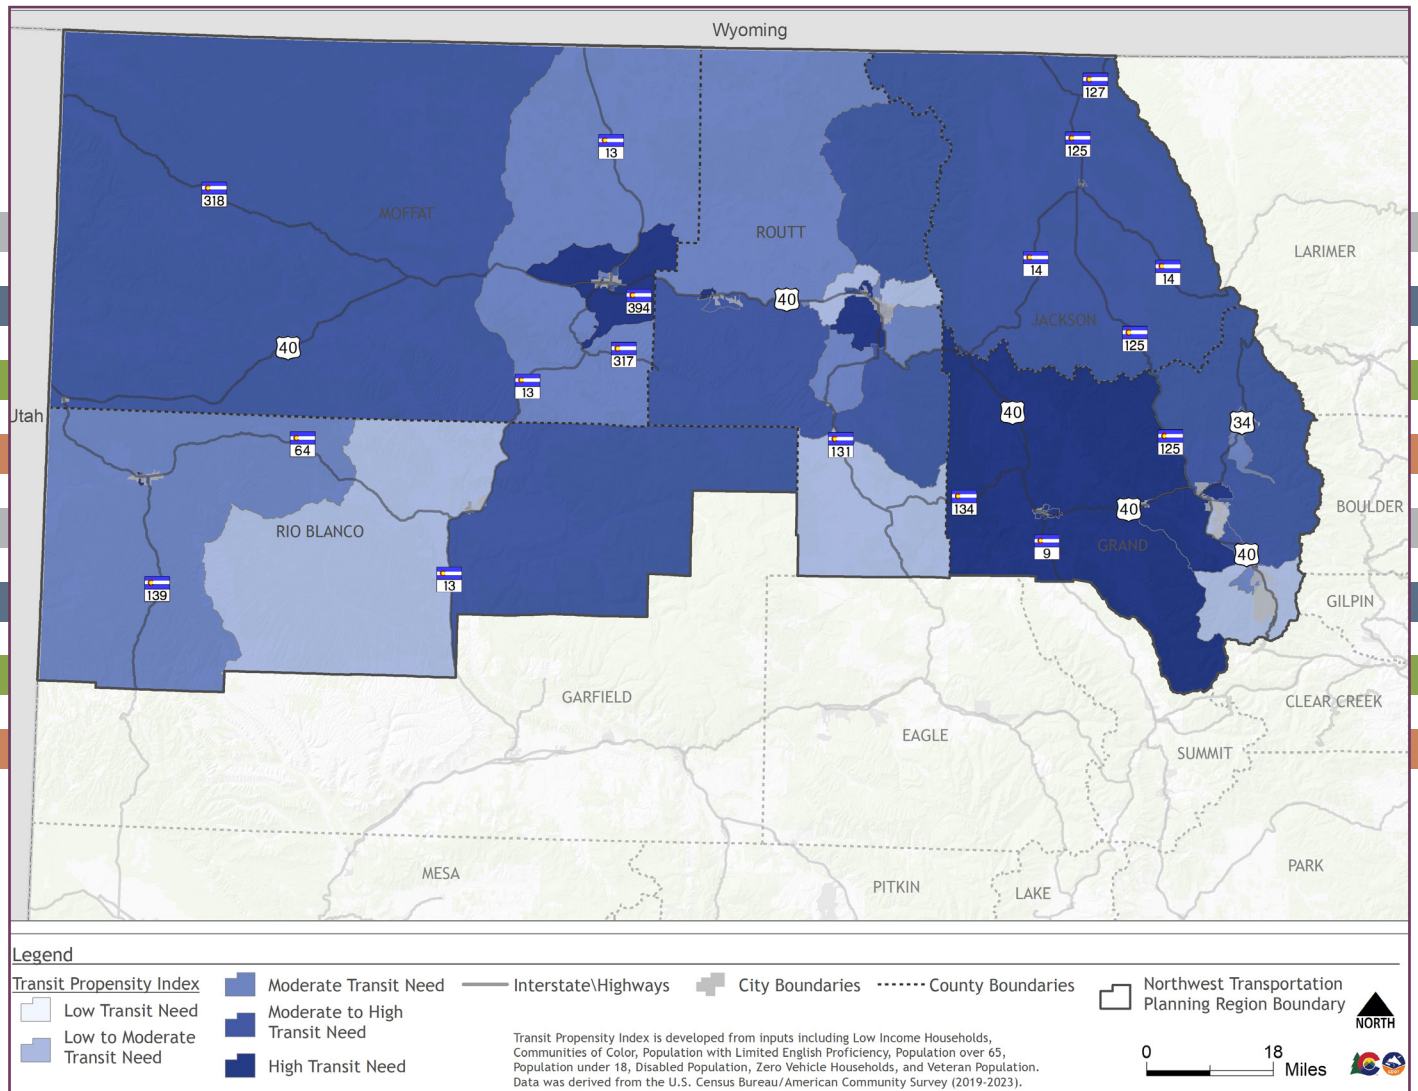 Wyoming
127
13
125
318
MOFFAT
ROUTT
LARIMER
14
14
40
394
JACKSON
125
40
317
13
Utah
40
34
64
131
125
134
40
BOULDER
RIO BLANCO
9
GRAND
40
139
13
GILPIN
GARFIELD
CLEAR CREEK
EAGLE
SUMMIT
MESA
PITKIN
LAKE
PARK
Legend
Transit Propensity Index
Low Transit Need
Low to Moderate
Transit Need
Moderate Transit Need
Moderate to High
Transit Need
High Transit Need
Interstate\Highways
City Boundaries
County Boundaries
Northwest Transportation
Planning Region Boundary
NORTH
Transit Propensity Index is developed from inputs including Low Income Households,
Communities of Color, Population with Limited English Proficiency, Population over 65,
Population under 18, Disabled Population, Zero Vehicle Households, and Veteran Population.
Data was derived from the U.S. Census Bureau/American Community Survey (2019-2023).
0 18
Miles